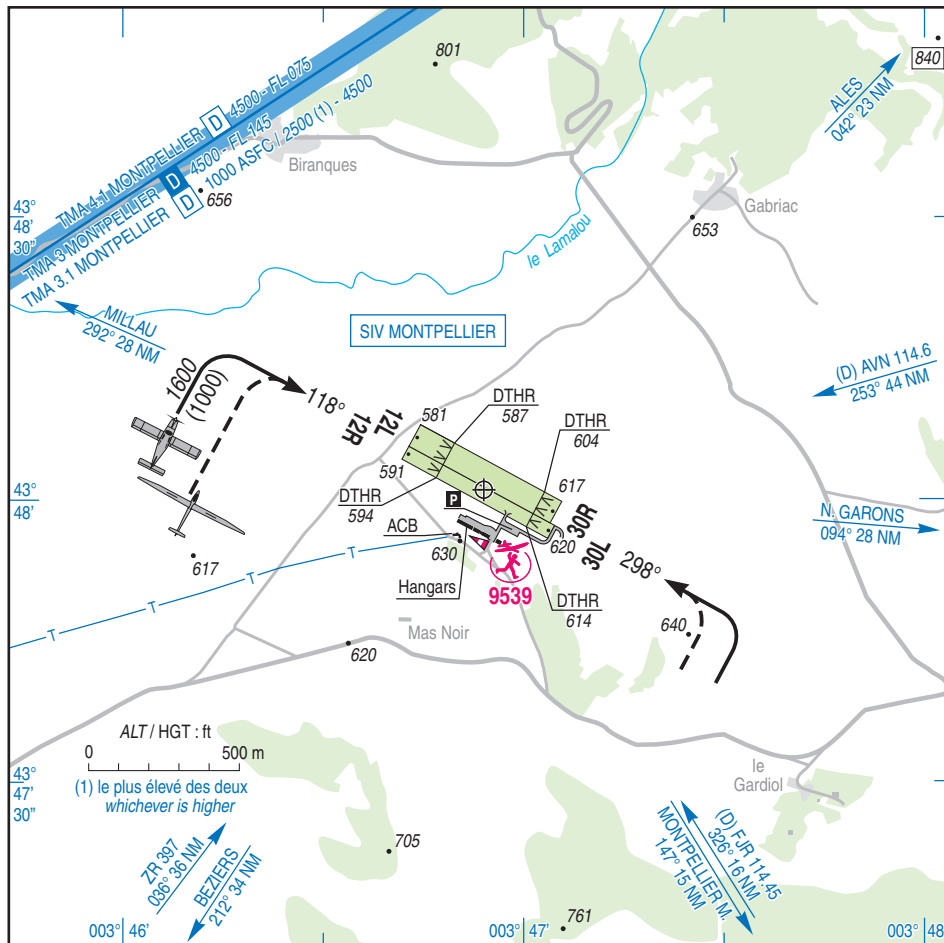 801
840
ALES
042° 23 NM
TMA 4.1 MONTPELLIER D 4500 - FL 075
TMA 3 MONTPELLIER D 4500 - FL 145
TMA 3.1 MONTPELLIER D 1000 ASFC / 2500 (1) - 4500
Biranques
656
43°
48'
30"
Gabriac
653
le Lamalou
MILLAU
292° 28 NM
SIV MONTPELLIER
(D) AVN 114.6
253° 44 NM
1600
(1000)
118°
12L
12R
581
DTHR
587
DTHR
604
591
617
43°
48'
DTHR
594
P
30R
30L
620
298°
N. GARONS
094° 28 NM
ACB
630
Hangars
9539
DTHR
614
617
T
T
T
Mas Noir
620
640
ALT / HGT : ft
0 500 m
43°
47'
30"
(1) le plus élevé des deux
whichever is higher
le
Gardiol
ZR 397
036° 36 NM
BEZIERS
212° 34 NM
705
(D) FJR 114.45
326° 16 NM
MONTPELLIER M.
147° 15 NM
761
003° 46'
003° 47'
003° 48'